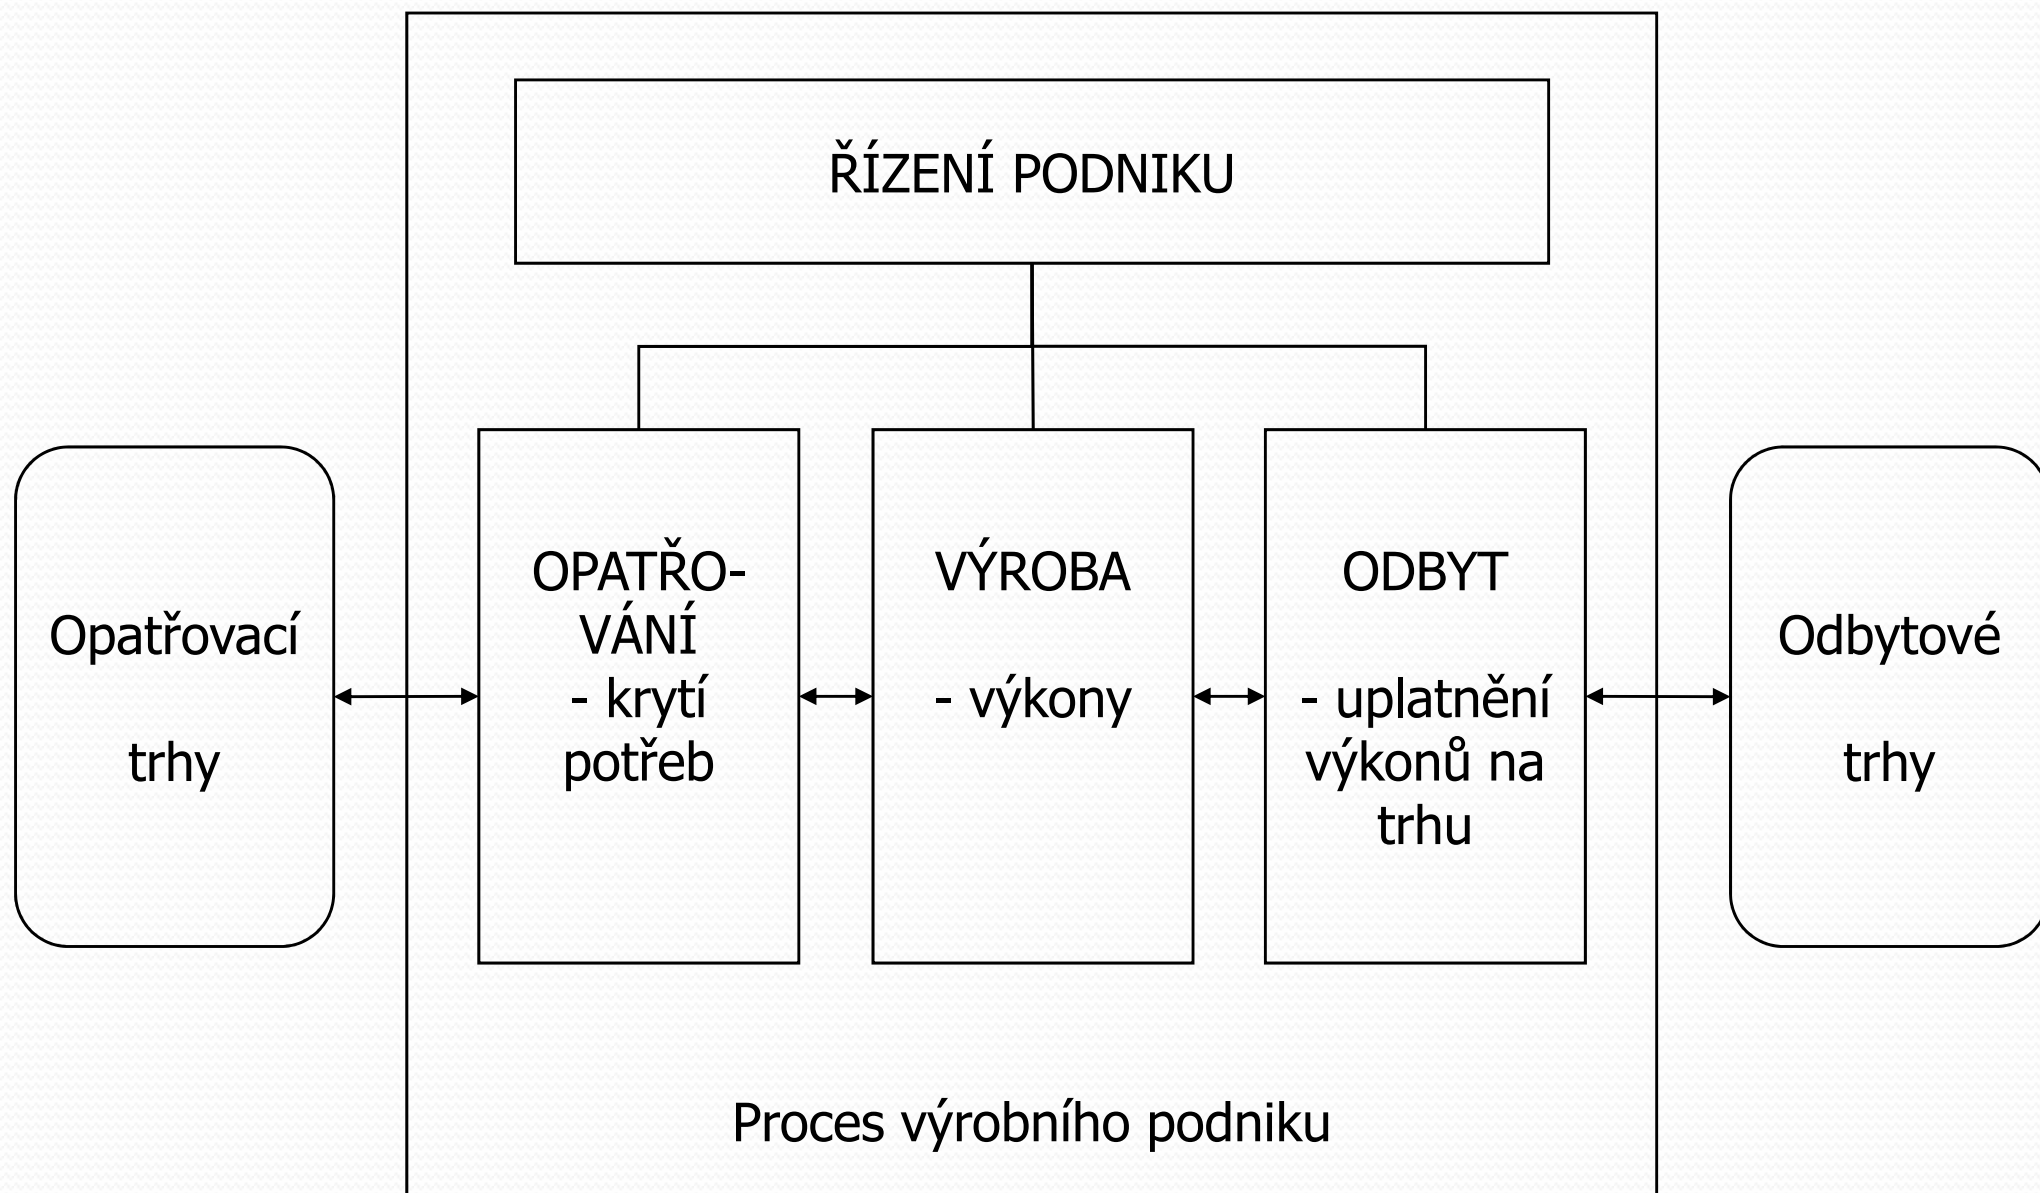 ŘÍZENÍ PODNIKU
Opatřovací
trhy
OPATŘO-
VÁNÍ
- krytí
potřeb
VÝROBA
- výkony
ODBYT
- uplatnění
výkonů na
trhu
Odbytové
trhy
Proces výrobního podniku